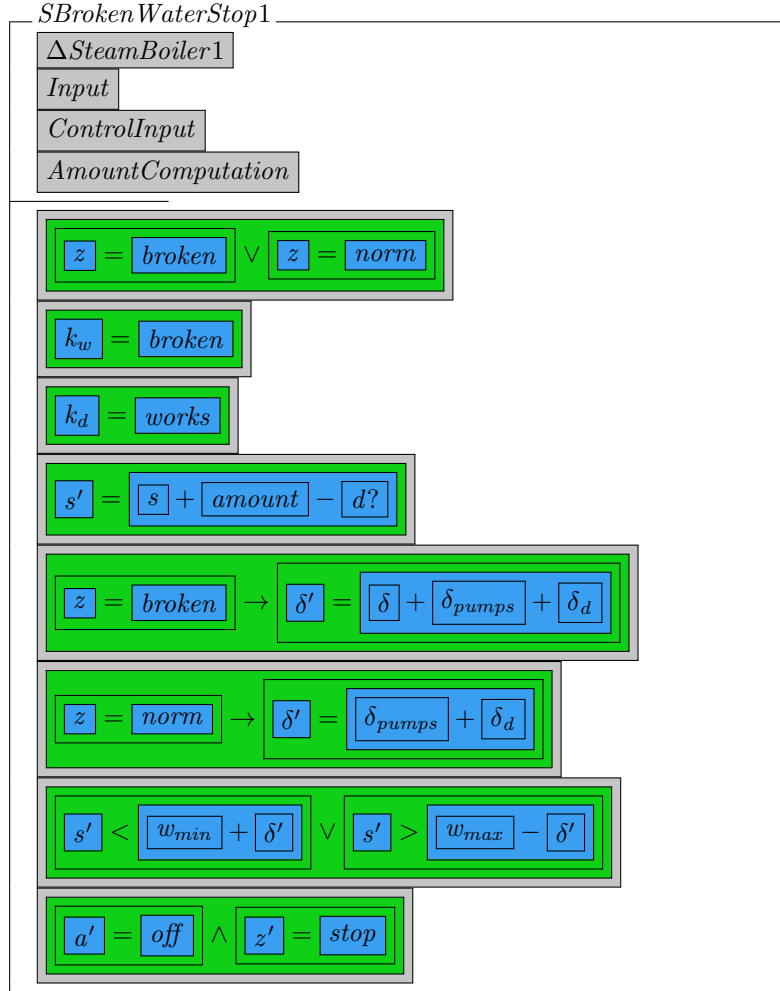 SBrokenWaterStop1
ΔSteamBoiler1
Input
ControlInput
AmountComputation
z = broken ∨ z = norm
k_w = broken
k_d = works
s′ = s + amount − d?
z = broken → δ′ = δ + δ_pumps + δ_d
z = norm → δ′ = δ_pumps + δ_d
s′ < w_min + δ′ ∨ s′ > w_max − δ′
a′ = off ∧ z′ = stop